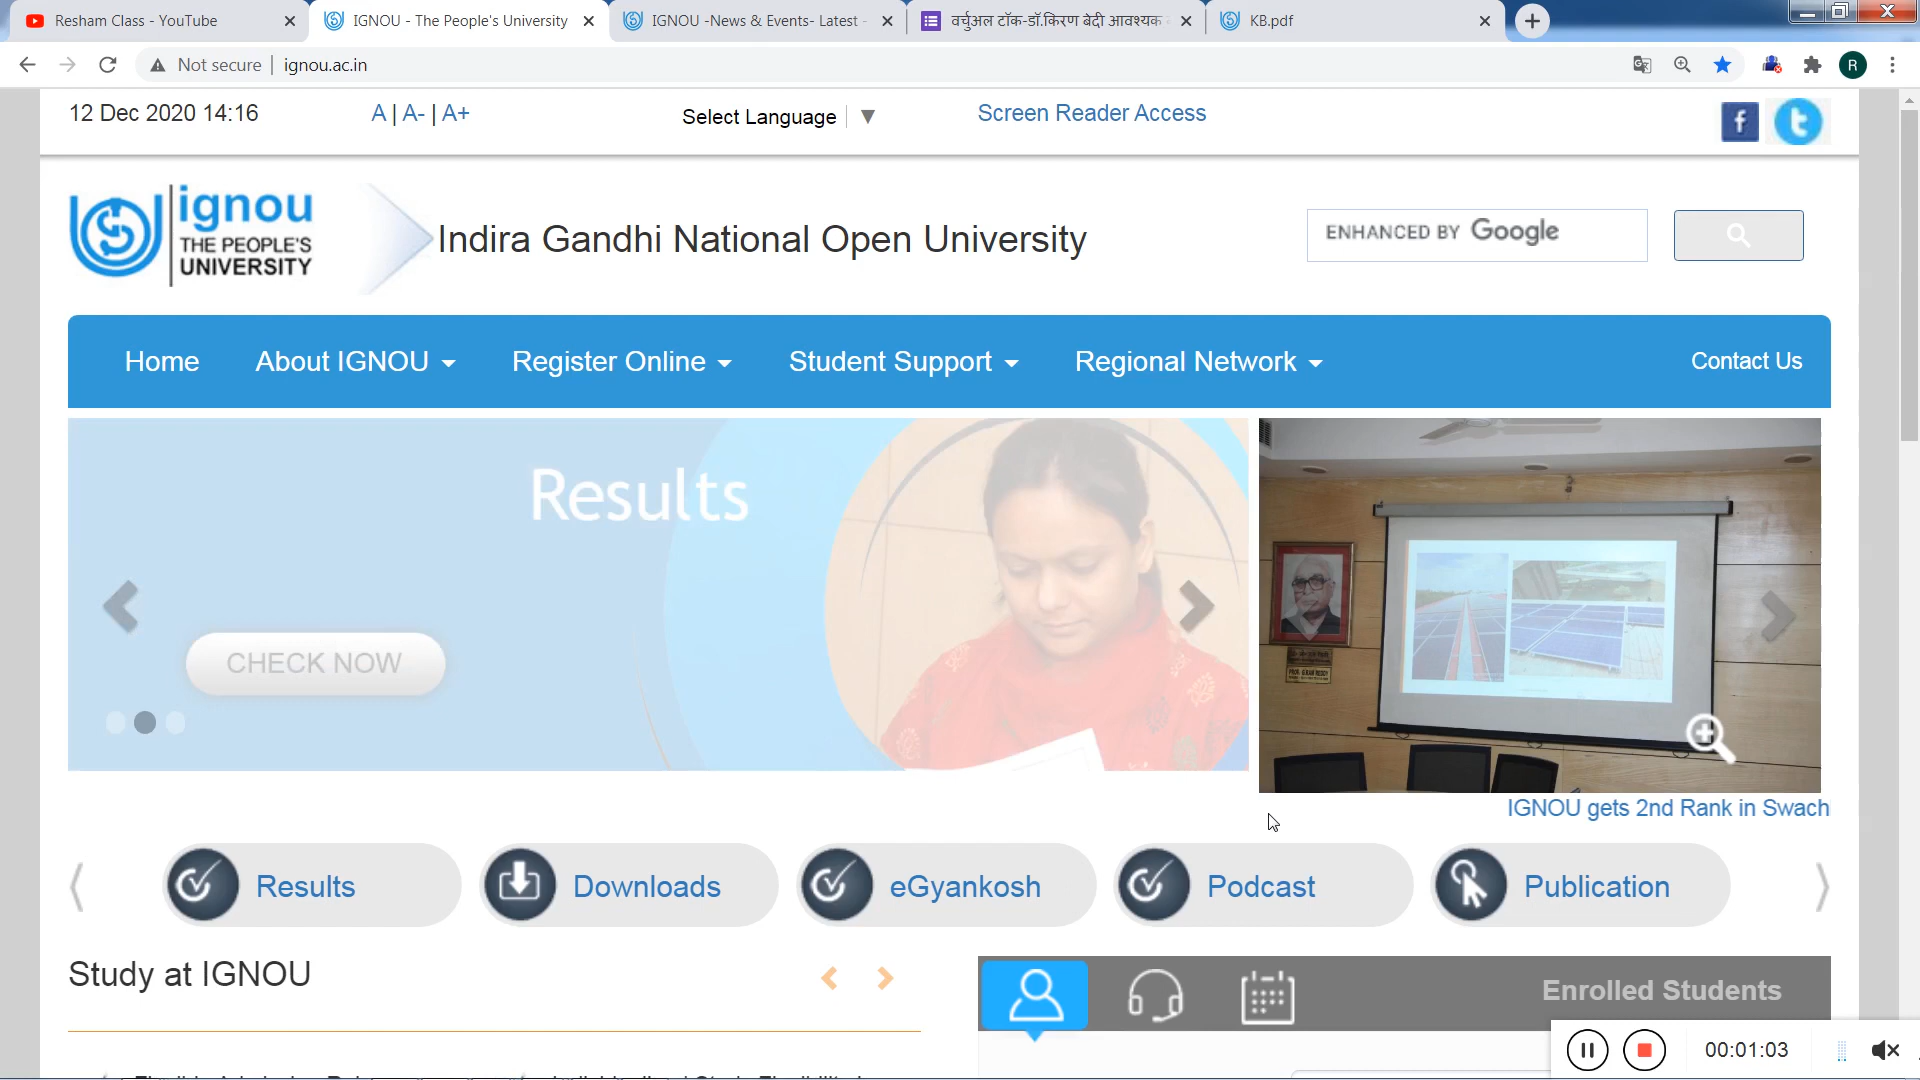 Resham Class - YouTube
IGNOU - The People's University
IGNOU -News & Events- Latest -
वर्चुअल टॉक-डॉ.किरण बेदी आवश्यक
KB.pdf
Not secure
ignou.ac.in
R
12 Dec 2020 14:16
A | A- | A+
Select Language
Screen Reader Access
ignou
THE PEOPLE'S
UNIVERSITY
Indira Gandhi National Open University
ENHANCED BY Google
Home
About IGNOU
Register Online
Student Support
Regional Network
Contact Us
Results
CHECK NOW
IGNOU gets 2nd Rank in Swach
Results
Downloads
eGyankosh
Podcast
Publication
Study at IGNOU
Enrolled Students
00:01:03